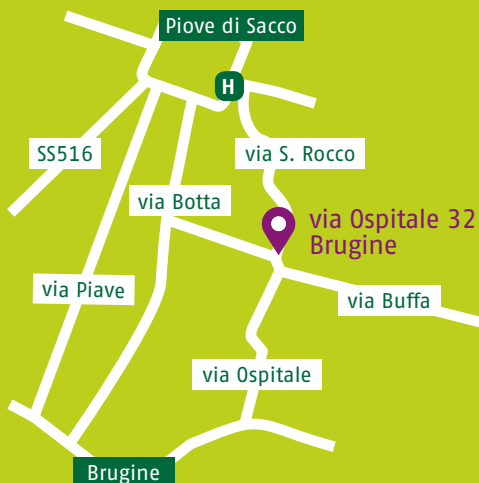 Piove di Sacco
H
SS516
via S. Rocco
via Botta
via Ospitale 32
Brugine
via Piave
via Buffa
via Ospitale
Brugine